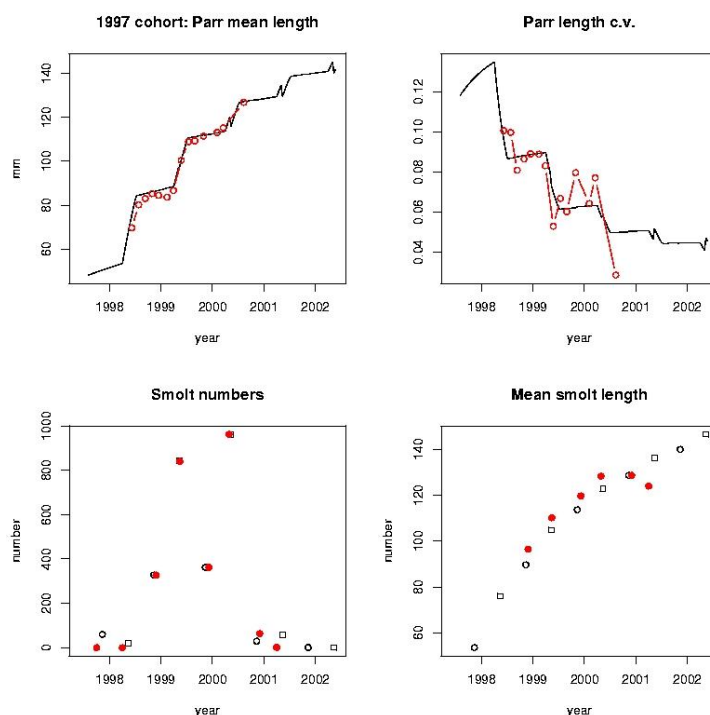 1997 cohort: Parr mean length
mm
60
80
100
120
140
1998 1999 2000 2001 2002
year
Parr length c.v.
0.04
0.06
0.08
0.10
0.12
1998 1999 2000 2001 2002
year
Smolt numbers
number
0
200
400
600
800
1000
1998 1999 2000 2001 2002
year
Mean smolt length
number
60
80
100
120
140
1998 1999 2000 2001 2002
year